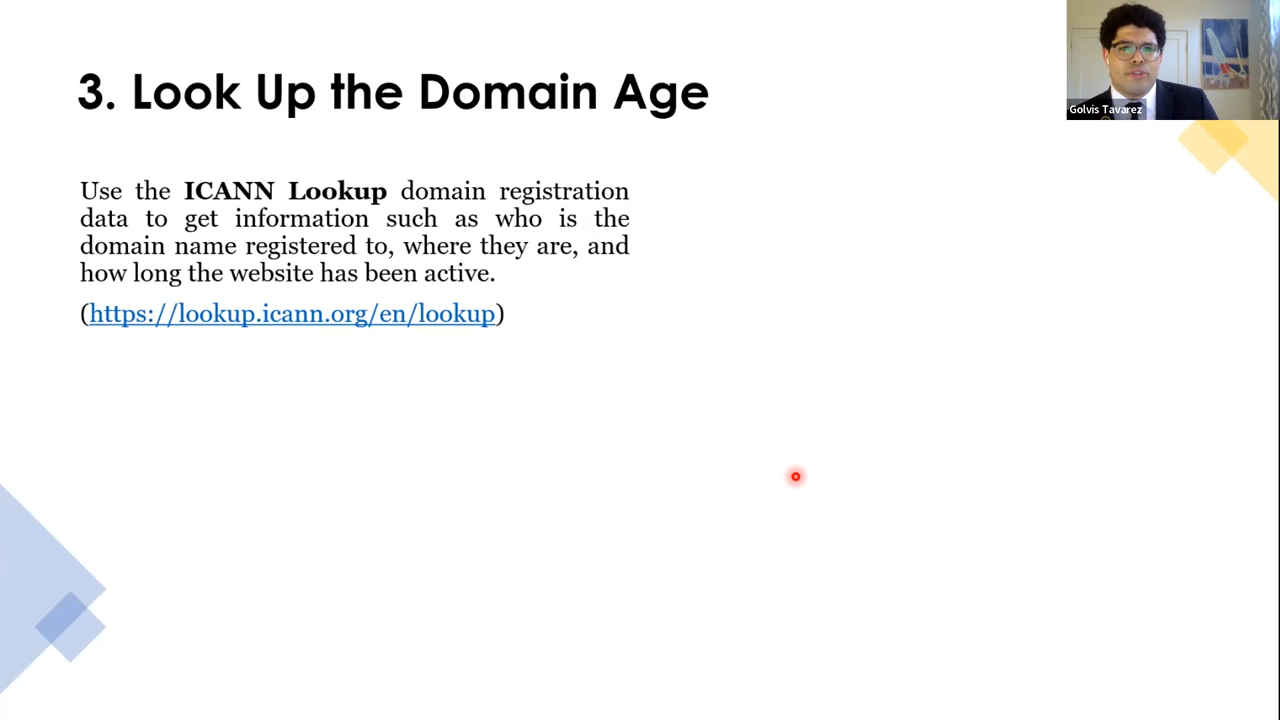 3. Look Up the Domain Age
Golvis Tavarez
Use the ICANN Lookup domain registration
data to get information such as who is the
domain name registered to, where they are, and
how long the website has been active.
(https://lookup.icann.org/en/lookup)